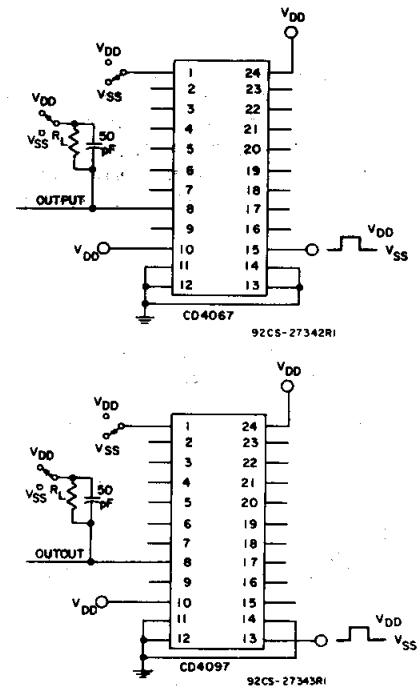 VDD
VDD
VSS
VDD
VSS
RL
50
pF
OUTPUT
VDD
1
2
3
4
5
6
7
8
9
10
11
12
24
23
22
21
20
19
18
17
16
15
14
13
VDD
VSS
CD4067
92CS-27342R1
VDD
VDD
VSS
VDD
VSS
RL
50
pF
OUTOUT
VDD
1
2
3
4
5
6
7
8
9
10
11
12
24
23
22
21
20
19
18
17
16
15
14
13
VDD
VSS
CD4097
92CS-27343R1